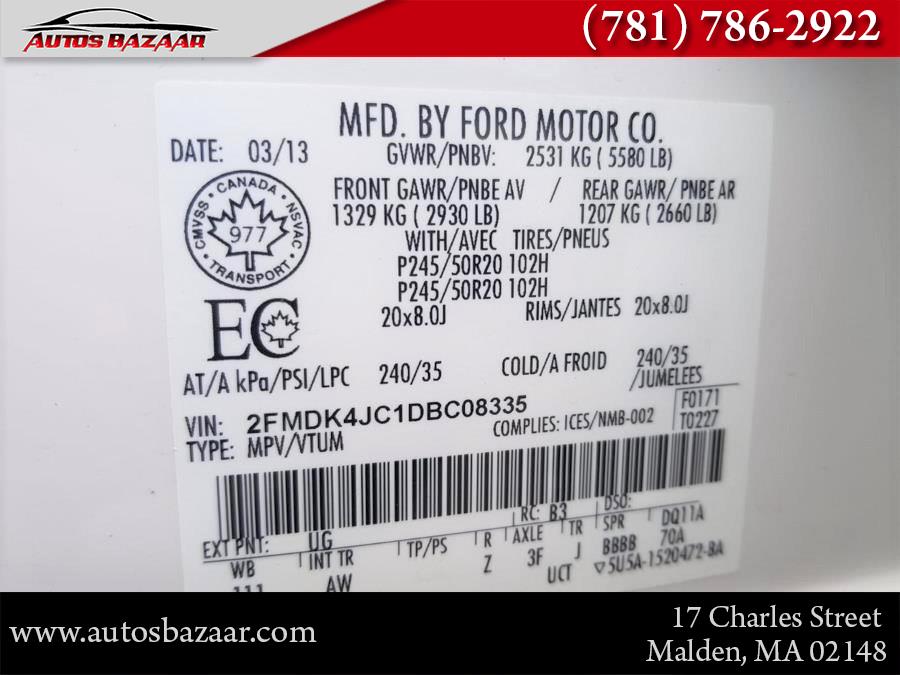 AUTOS BAZAAR
(781) 786-2922
MFD. BY FORD MOTOR CO.
DATE: 03/13
GVWR/PNBV: 2531 KG ( 5580 LB)
FRONT GAWR/PNBE AV / REAR GAWR/ PNBE AR
1329 KG ( 2930 LB) 1207 KG ( 2660 LB)
WITH/AVEC TIRES/PNEUS
P245/50R20 102H
P245/50R20 102H
20x8.0J RIMS/JANTES 20x8.0J
CMVSS · CANADA · NSVAC · TRANSPORT
977
EC
AT/A kPa/PSI/LPC 240/35 COLD/A FROID 240/35
/JUMELEES
VIN: 2FMDK4JC1DBC08335
F0171
TYPE: MPV/VTUM COMPLIES: ICES/NMB-002
T0227
EXT PNT: UG RC: B3 DSO:
WB INT TR TP/PS R AXLE TR SPR DQ11A
111 AW Z 3F J BBBB 70A
UCT ▽5U5A-1520472-BA
www.autosbazaar.com
17 Charles Street
Malden, MA 02148